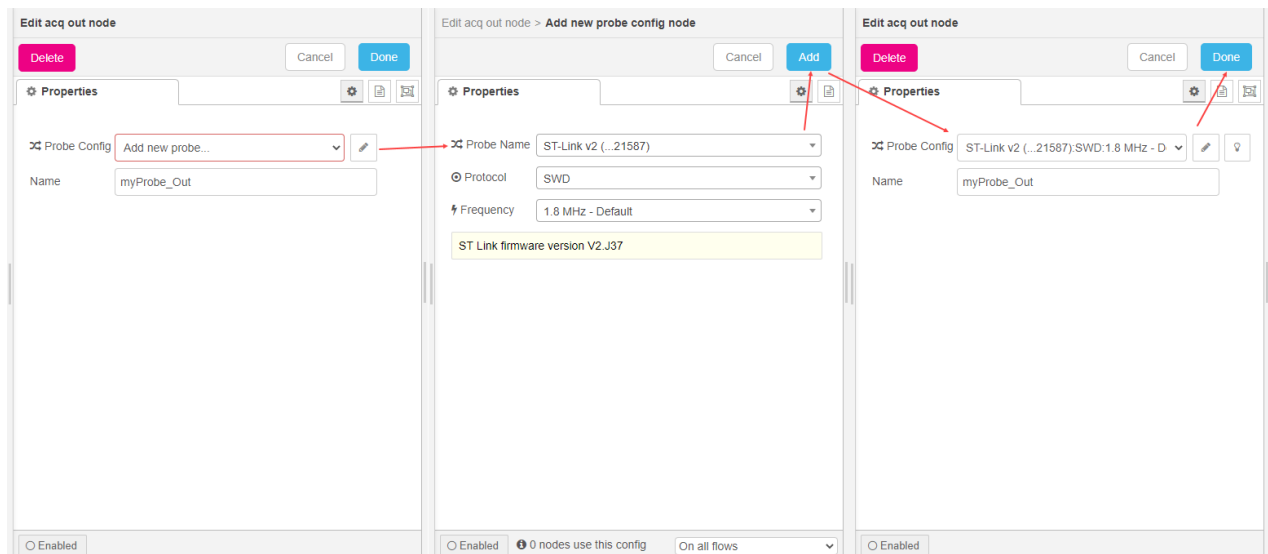 Edit acq out node
Delete
Cancel
Done
Properties
Probe Config
Add new probe...
Name
myProbe_Out
Enabled
Edit acq out node > Add new probe config node
Cancel
Add
Properties
Probe Name
ST-Link v2 (...21587)
Protocol
SWD
Frequency
1.8 MHz - Default
ST Link firmware version V2.J37
Enabled
0 nodes use this config
On all flows
Edit acq out node
Delete
Cancel
Done
Properties
Probe Config
ST-Link v2 (...21587):SWD:1.8 MHz - D
Name
myProbe_Out
Enabled